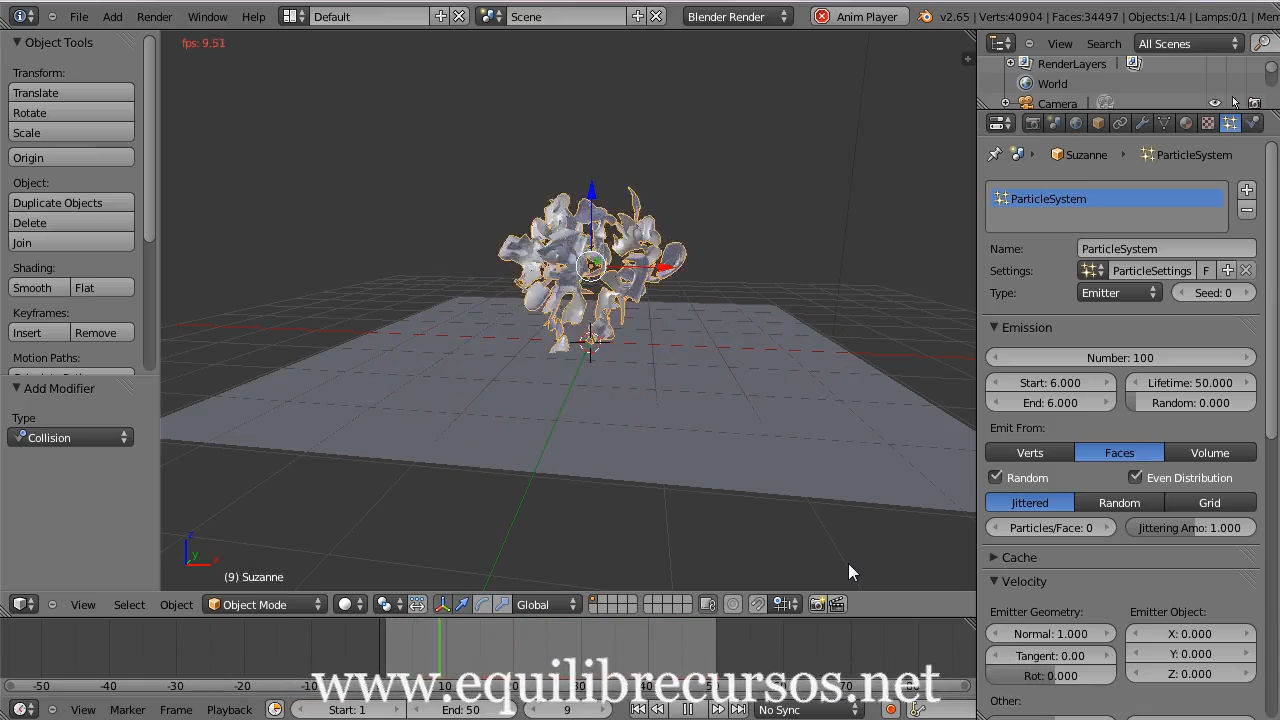 File Add Render Window Help Default Scene Blender Render Anim Player v2.65 | Verts:40904 | Faces:34497 | Objects:1/4 | Lamps:0/1 |
fps: 9.51
Object Tools
Transform:
Translate
Rotate
Scale
Origin
Object:
Duplicate Objects
Delete
Join
Shading:
Smooth Flat
Keyframes:
Insert Remove
Motion Paths:
Add Modifier
Type
Collision
z
y x
(9) Suzanne
View Select Object Object Mode Global
-50 -40 -30 -20 -10 0 10 20
View Marker Frame Playback Start: 1 End: 50 9 No Sync
www.equilibrecursos.net
View Search All Scenes
RenderLayers
World
Camera
Suzanne ParticleSystem
ParticleSystem
Name: ParticleSystem
Settings: ParticleSettings F
Type: Emitter Seed: 0
Emission
Number: 100
Start: 6.000 Lifetime: 50.000
End: 6.000 Random: 0.000
Emit From:
Verts Faces Volume
Random Even Distribution
Jittered Random Grid
Particles/Face: 0 Jittering Amo: 1.000
Cache
Velocity
Emitter Geometry: Emitter Object:
Normal: 1.000 X: 0.000
Tangent: 0.00 Y: 0.000
Rot: 0.000 Z: 0.000
Other: